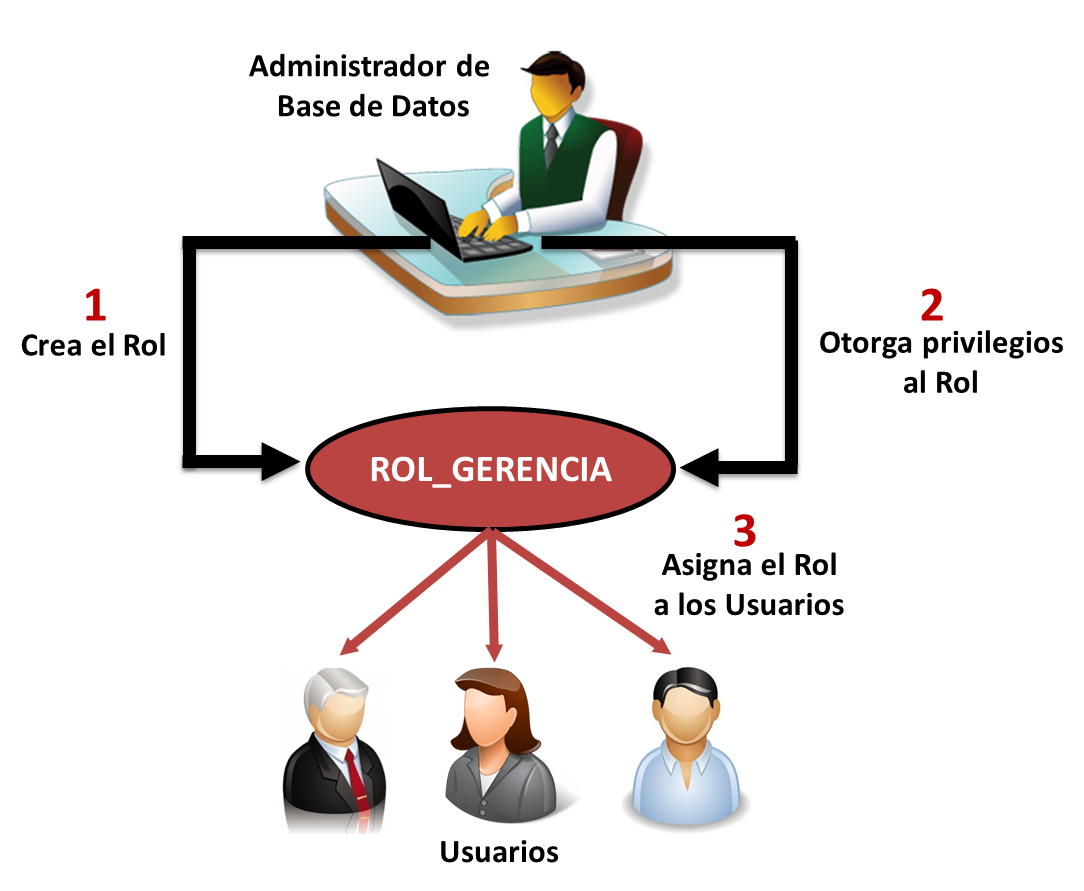 Administrador de
Base de Datos
1
Crea el Rol
2
Otorga privilegios
al Rol
ROL_GERENCIA
3
Asigna el Rol
a los Usuarios
Usuarios